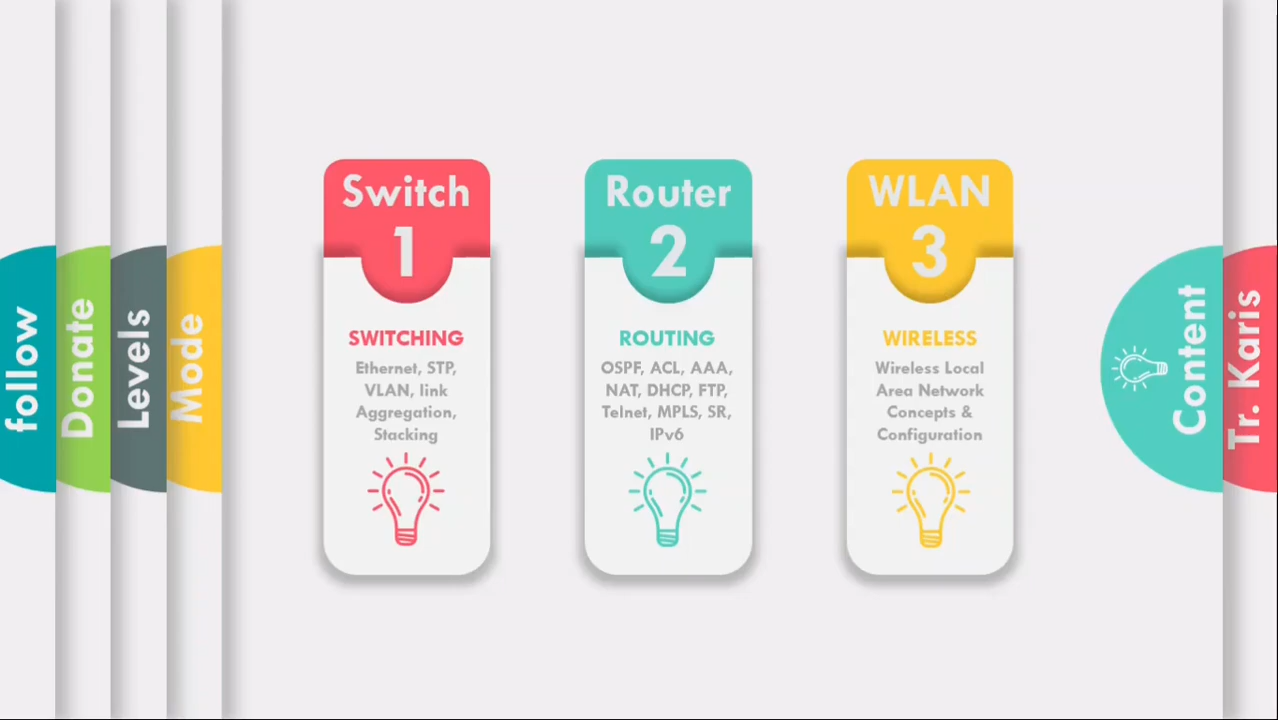 follow
Donate
Levels
Mode
Switch
1
SWITCHING
Ethernet, STP,
VLAN, link
Aggregation,
Stacking
Router
2
ROUTING
OSPF, ACL, AAA,
NAT, DHCP, FTP,
Telnet, MPLS, SR,
IPv6
WLAN
3
WIRELESS
Wireless Local
Area Network
Concepts &
Configuration
Content
Tr. Karis